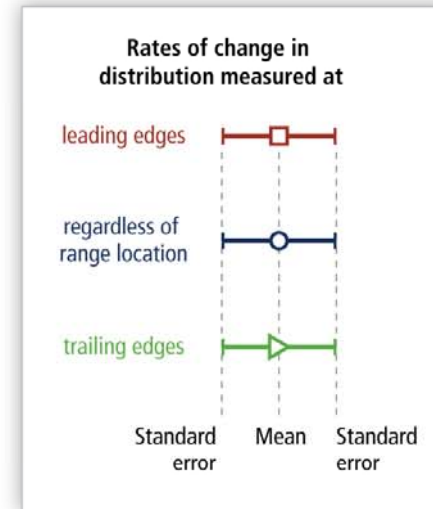 Rates of change in
distribution measured at
leading edges
regardless of
range location
trailing edges
Standard
error
Mean
Standard
error